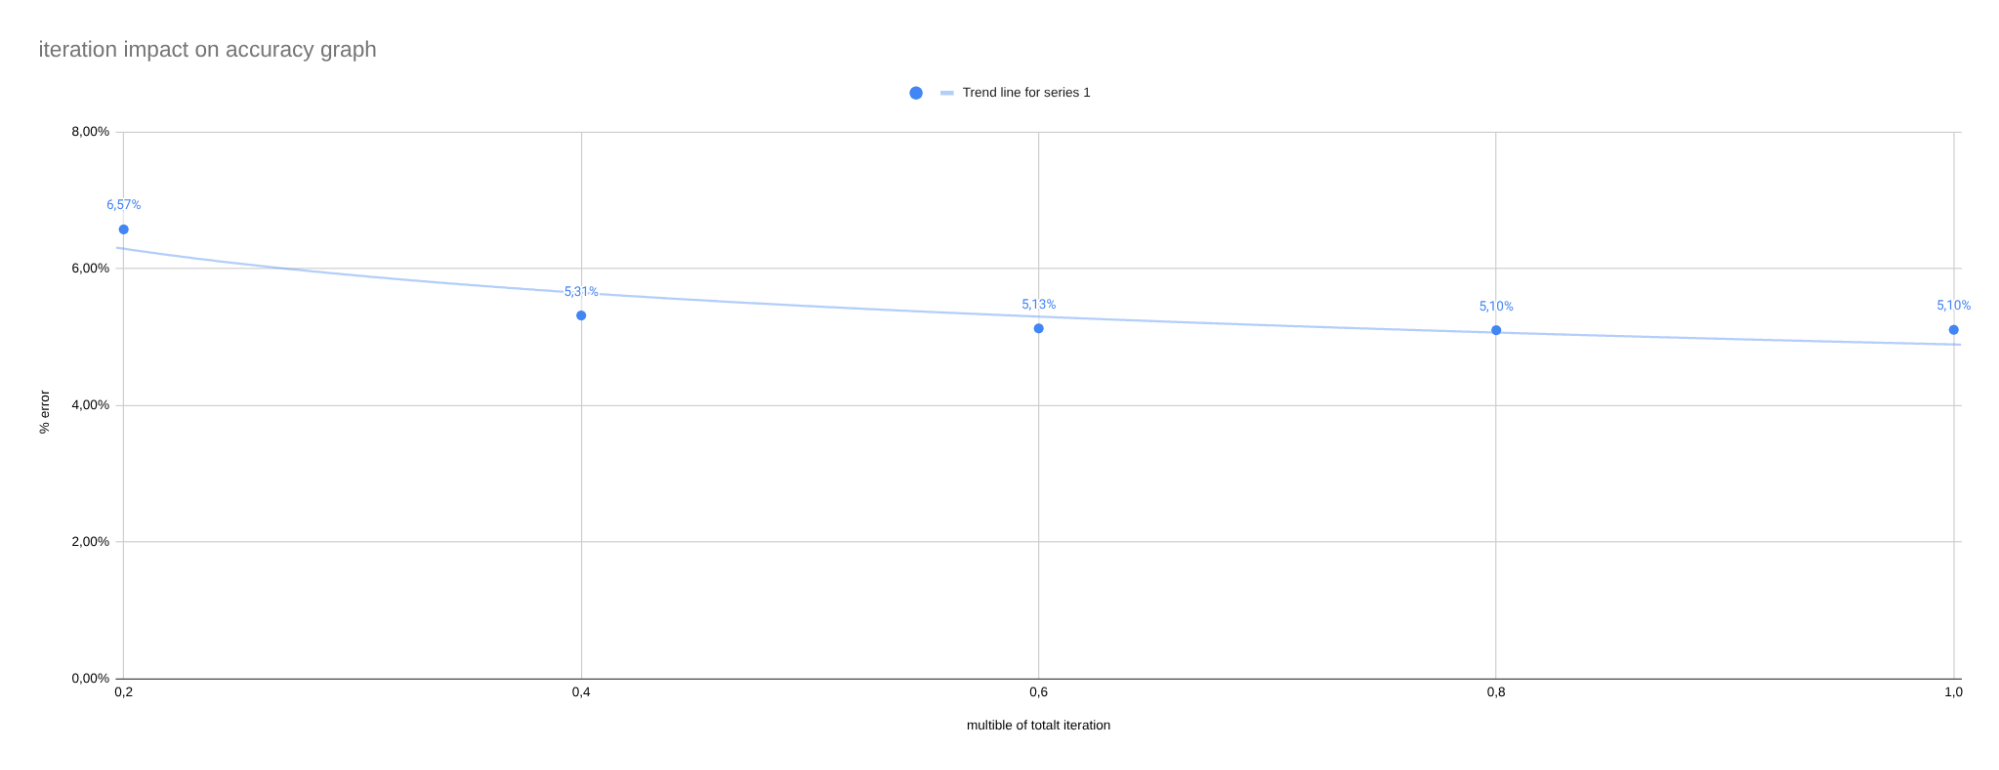 iteration impact on accuracy graph
Trend line for series 1
8,00%
6,57%
6,00%
5,31%
5,13%
5,10%
5,10%
4,00%
% error
2,00%
0,00%
0,2 0,4 0,6 0,8 1,0
multible of totalt iteration